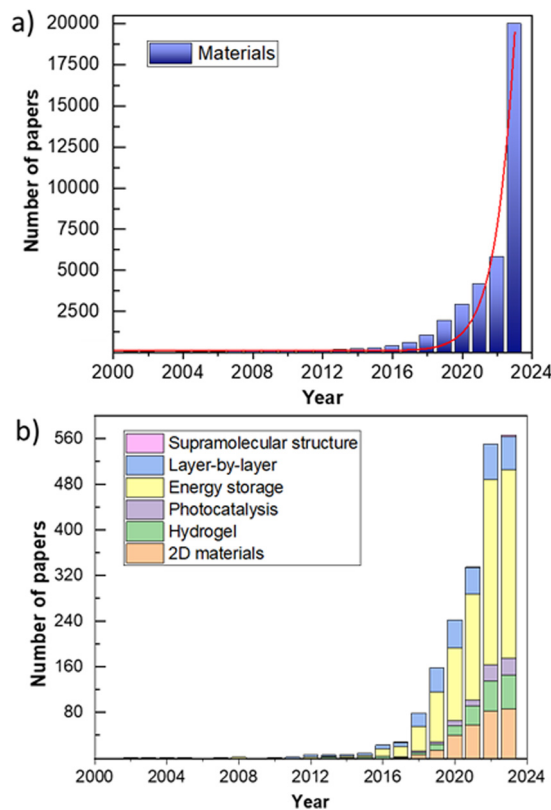 a)
Number of papers
20000
17500
15000
12500
10000
7500
5000
2500
Materials
2000 2004 2008 2012 2016 2020 2024
Year
b)
Number of papers
560
480
400
320
240
160
80
Supramolecular structure
Layer-by-layer
Energy storage
Photocatalysis
Hydrogel
2D materials
2000 2004 2008 2012 2016 2020 2024
Year